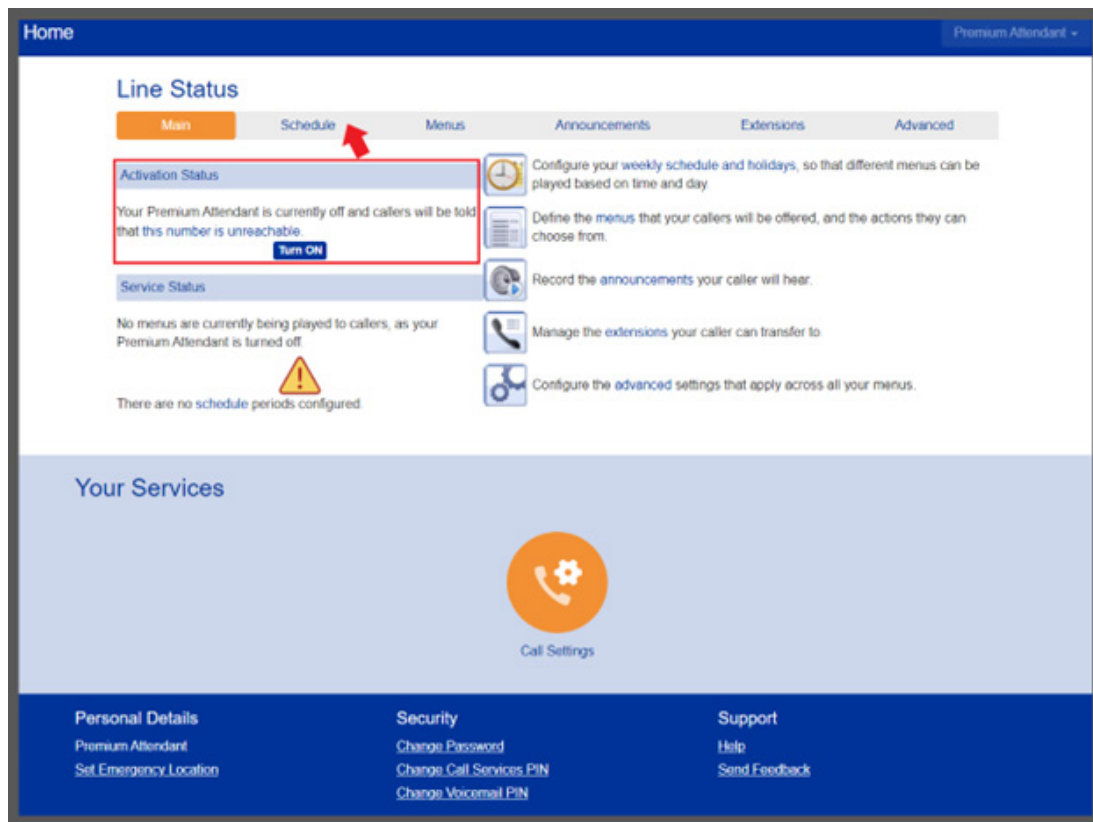 Home
Premium Attendant
Line Status
Main Schedule Menus Announcements Extensions Advanced
Activation Status
Your Premium Attendant is currently off and callers will be told
that this number is unreachable.
Turn ON
Service Status
No menus are currently being played to callers, as your
Premium Attendant is turned off.
There are no schedule periods configured
Configure your weekly schedule and holidays, so that different menus can be
played based on time and day.
Define the menus that your callers will be offered, and the actions they can
choose from.
Record the announcements your caller will hear.
Manage the extensions your caller can transfer to.
Configure the advanced settings that apply across all your menus.
Your Services
Call Settings
Personal Details
Premium Attendant
Set Emergency Location
Security
Change Password
Change Call Services PIN
Change Voicemail PIN
Support
Help
Send Feedback